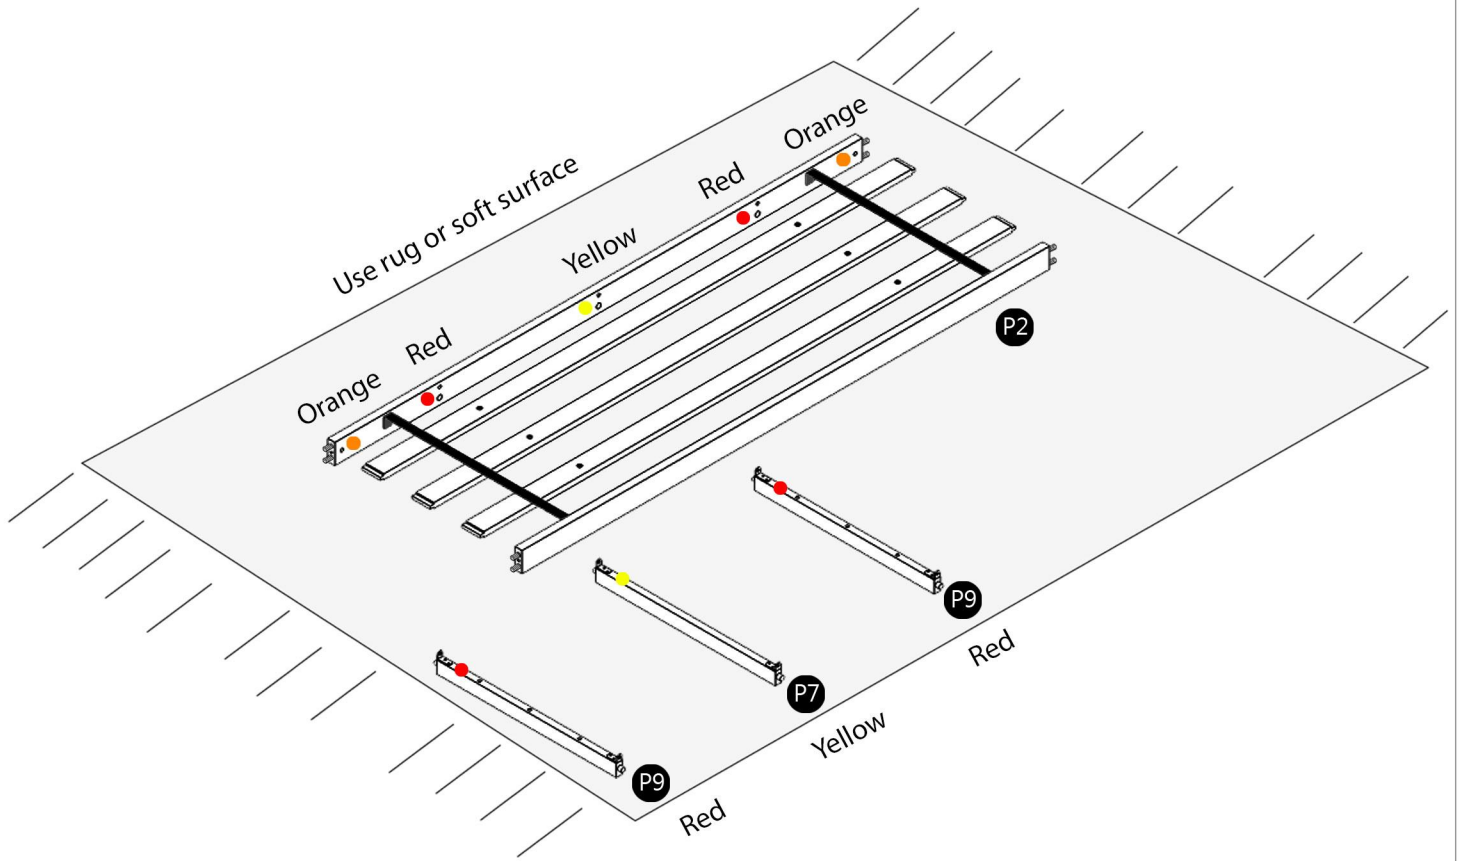 Orange
Red
Use rug or soft surface
Yellow
Red
Orange
P2
P9
Red
P7
Yellow
P9
Red